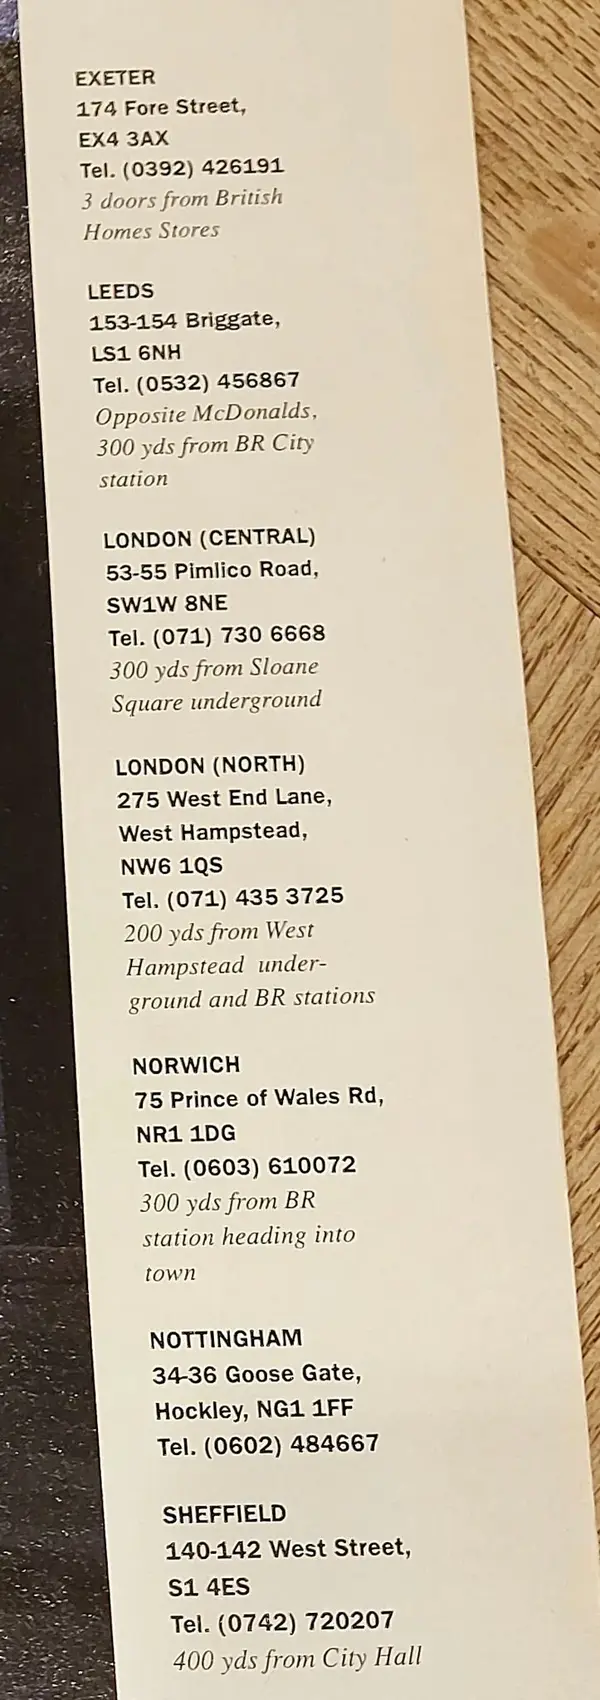 EXETER
174 Fore Street,
EX4 3AX
Tel. (0392) 426191
3 doors from British
Homes Stores
LEEDS
153-154 Briggate,
LS1 6NH
Tel. (0532) 456867
Opposite McDonalds,
300 yds from BR City
station
LONDON (CENTRAL)
53-55 Pimlico Road,
SW1W 8NE
Tel. (071) 730 6668
300 yds from Sloane
Square underground
LONDON (NORTH)
275 West End Lane,
West Hampstead,
NW6 1QS
Tel. (071) 435 3725
200 yds from West
Hampstead under-
ground and BR stations
NORWICH
75 Prince of Wales Rd,
NR1 1DG
Tel. (0603) 610072
300 yds from BR
station heading into
town
NOTTINGHAM
34-36 Goose Gate,
Hockley, NG1 1FF
Tel. (0602) 484667
SHEFFIELD
140-142 West Street,
S1 4ES
Tel. (0742) 720207
400 yds from City Hall